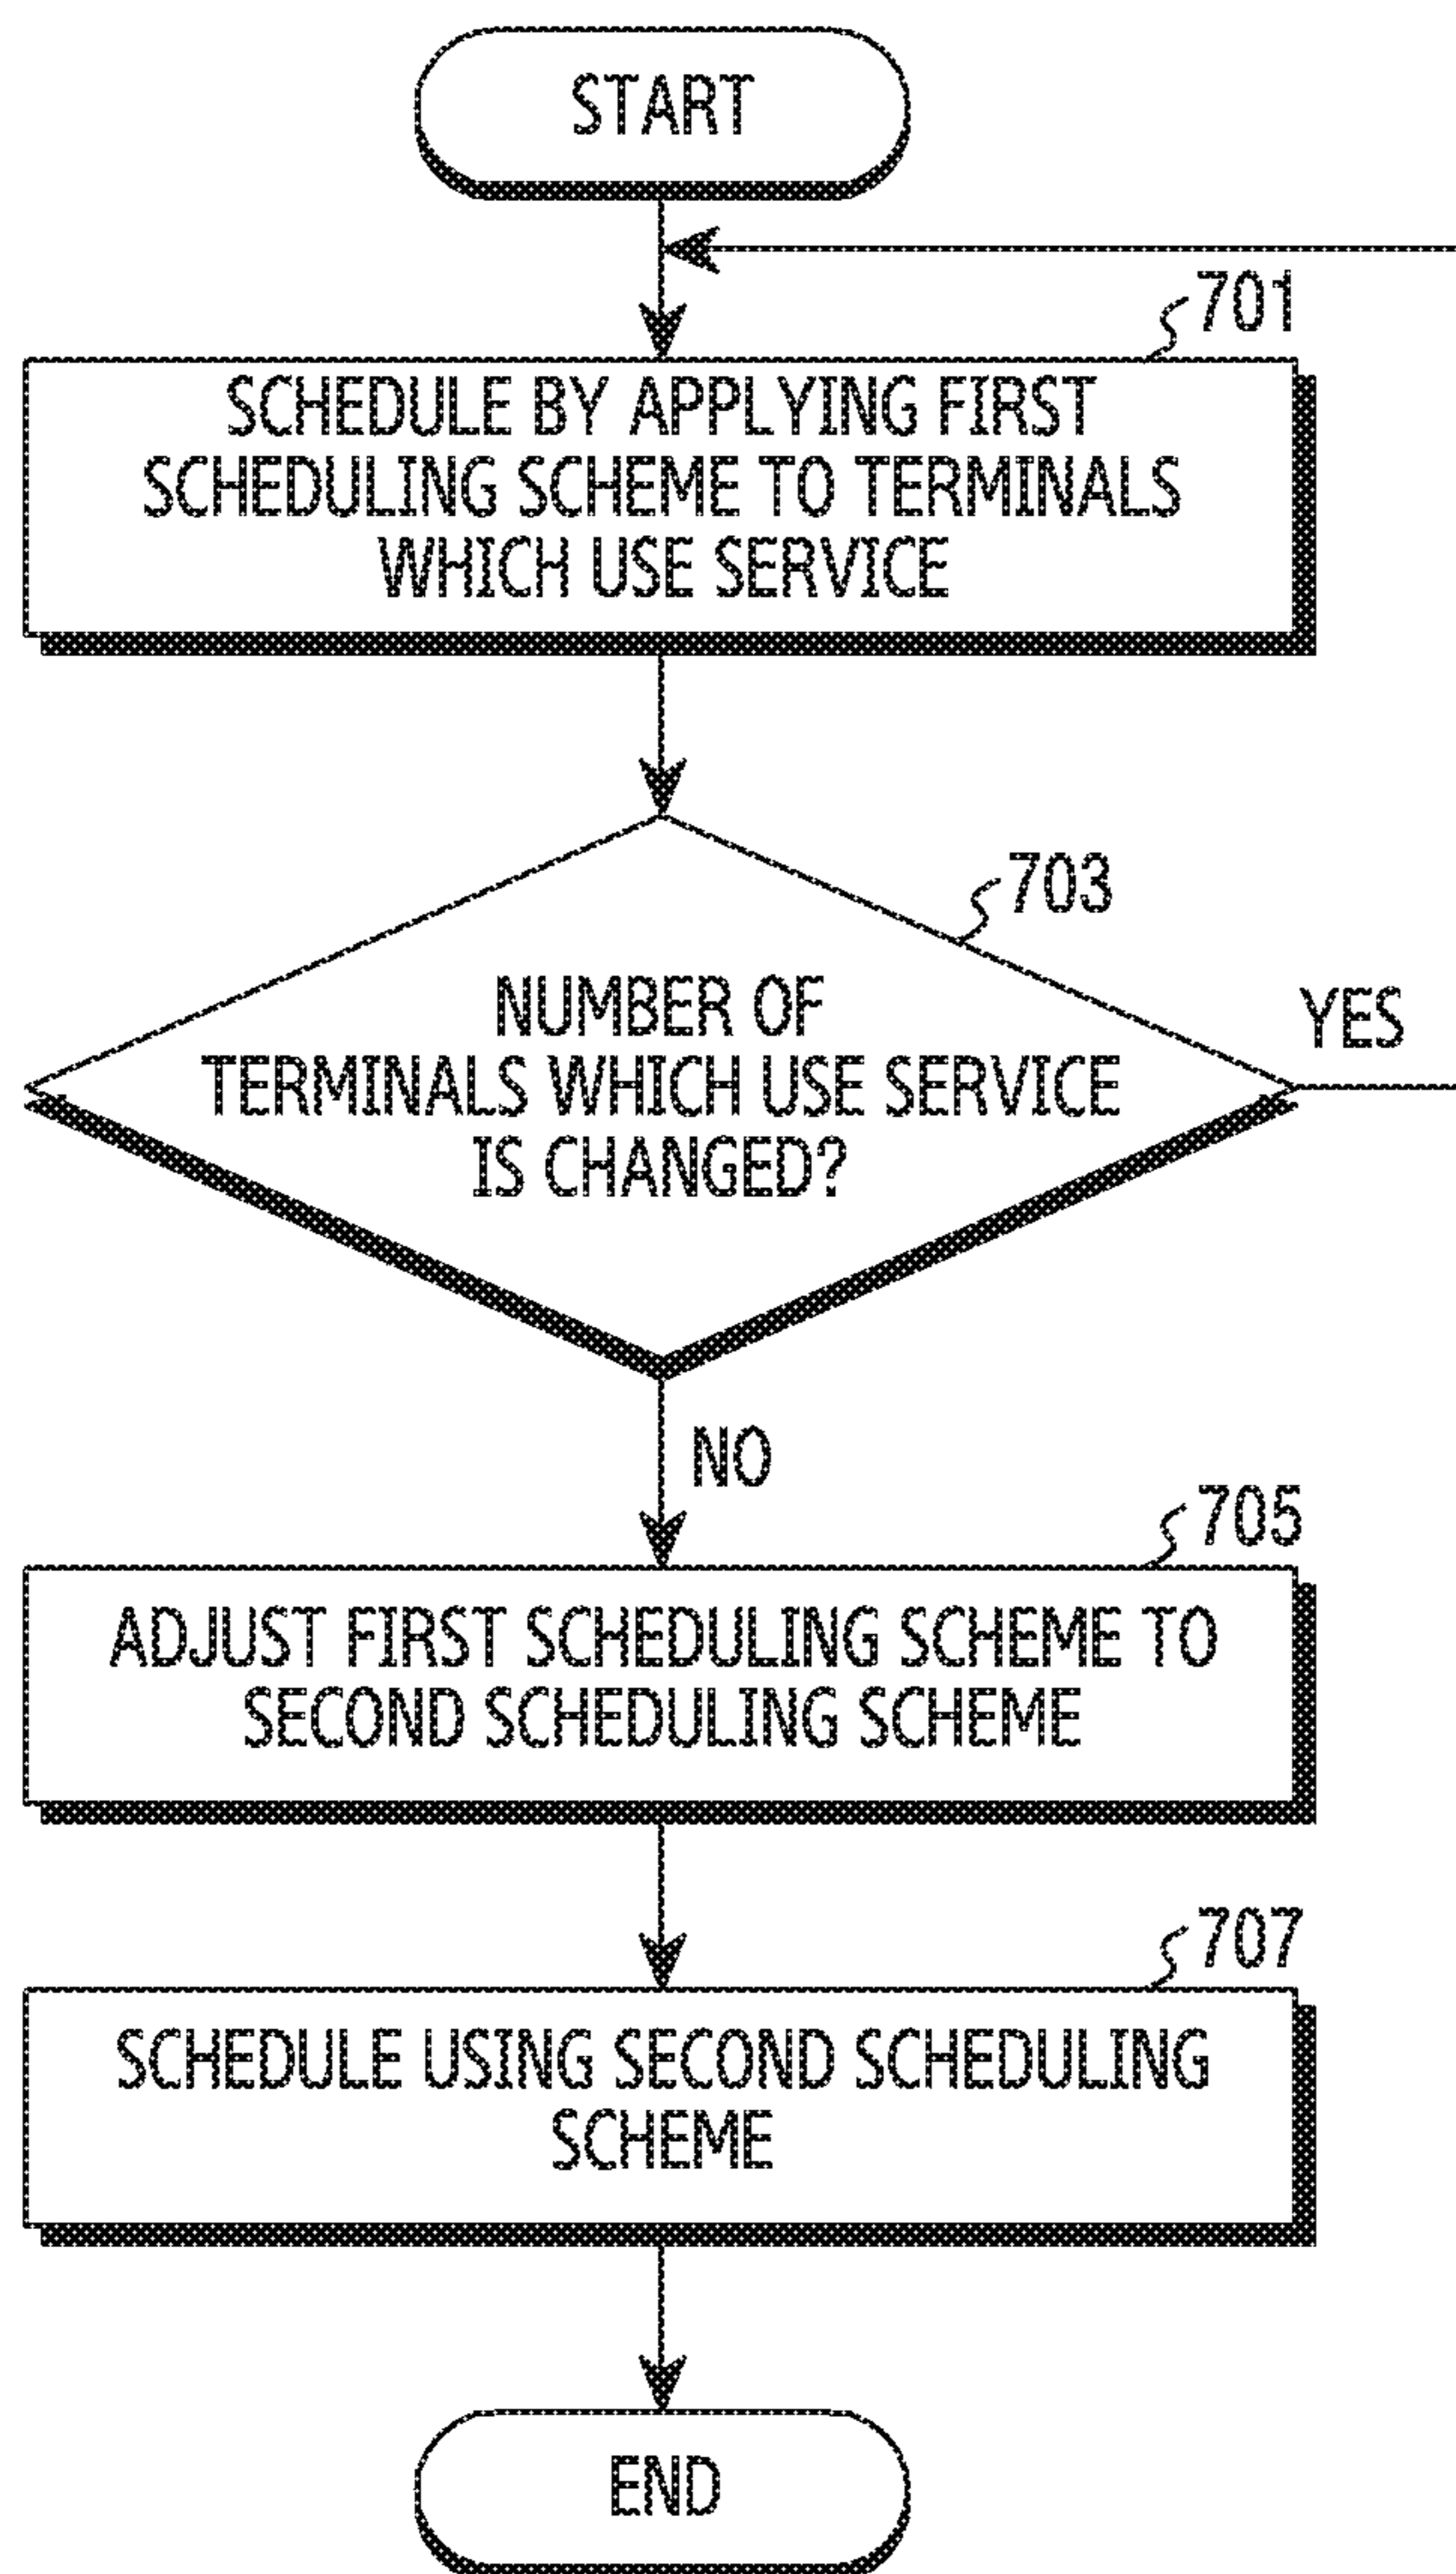 START
701
SCHEDULE BY APPLYING FIRST
SCHEDULING SCHEME TO TERMINALS
WHICH USE SERVICE
703
NUMBER OF
TERMINALS WHICH USE SERVICE
IS CHANGED?
YES
NO
705
ADJUST FIRST SCHEDULING SCHEME TO
SECOND SCHEDULING SCHEME
707
SCHEDULE USING SECOND SCHEDULING
SCHEME
END